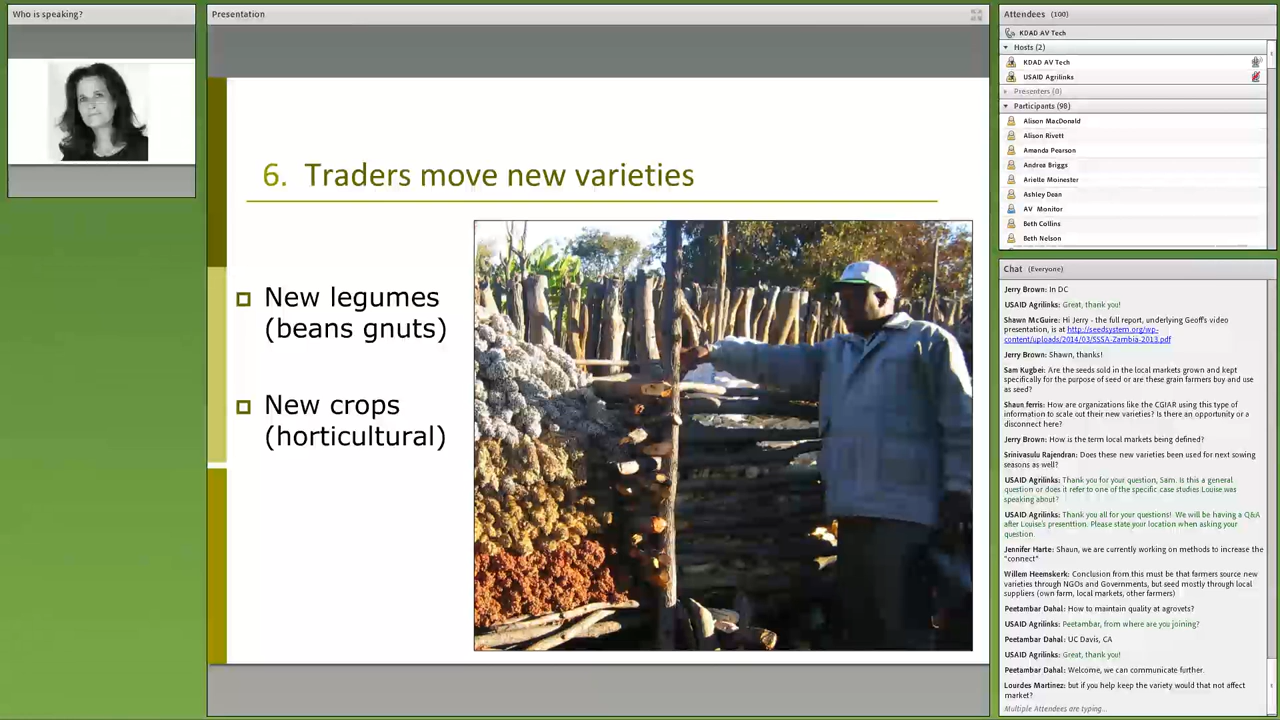 Who is speaking?
Presentation
6. Traders move new varieties
New legumes
(beans gnuts)
New crops
(horticultural)
Attendees (100)
KDAD AV Tech
Hosts (2)
KDAD AV Tech
USAID Agrilinks
Presenters (0)
Participants (98)
Alison MacDonald
Alison Rivett
Amanda Pearson
Andrea Briggs
Arielle Moinester
Ashley Dean
AV Monitor
Beth Collins
Beth Nelson
Chat (Everyone)
Jerry Brown: In DC
USAID Agrilinks: Great, thank you!
Shawn McGuire: Hi Jerry - the full report, underlying Geoff's video
presentation, is at http://seedsystem.org/wp-
content/uploads/2014/03/SSSA-Zambia-2013.pdf
Jerry Brown: Shawn, thanks!
Sam Kugbei: Are the seeds sold in the local markets grown and kept
specifically for the purpose of seed or are these grain farmers buy and use
as seed?
Shaun ferris: How are organizations like the CGIAR using this type of
information to scale out their new varieties? Is there an opportunity or a
disconnect here?
Jerry Brown: How is the term local markets being defined?
Srinivasulu Rajendran: Does these new varieties been used for next sowing
seasons as well?
USAID Agrilinks: Thank you for your question, Sam. Is this a general
question or does it refer to one of the specific case studies Louise was
speaking about?
USAID Agrilinks: Thank you all for your questions! We will be having a Q&A
after Louise's presenttion. Please state your location when asking your
question.
Jennifer Harte: Shaun, we are currently working on methods to increase the
"connect"
Willem Heemskerk: Conclusion from this must be that farmers source new
varieties through NGOs and Governments, but seed mostly through local
suppliers (own farm, local markets, other farmers)
Peetambar Dahal: How to maintain quality at agrovets?
USAID Agrilinks: Peetambar, from where are you joining?
Peetambar Dahal: UC Davis, CA
USAID Agrilinks: Great, thank you!
Peetambar Dahal: Welcome, we can communicate further.
Lourdes Martinez: but if you help keep the variety would that not affect
market?
Multiple Attendees are typing...